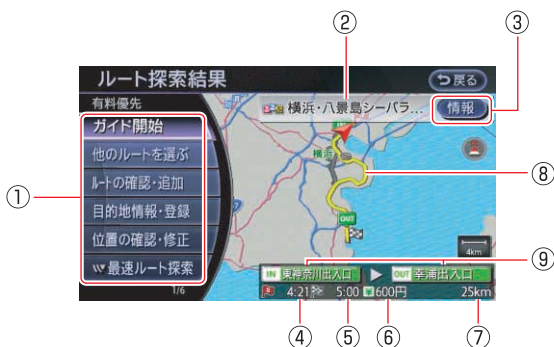 ②
③
ルート探索結果
戻る
有料優先
横浜・八景島シーパラ...
情報
ガイド開始
他のルートを選ぶ
横浜
ルートの確認・追加
⑧
①
目的地情報・登録
OUT
位置の確認・修正
4km
⑨
最速ルート探索
IN 東神奈川出入口
OUT 幸浦出入口
1/6
4:21
5:00
¥600円
25km
④
⑤
⑥
⑦